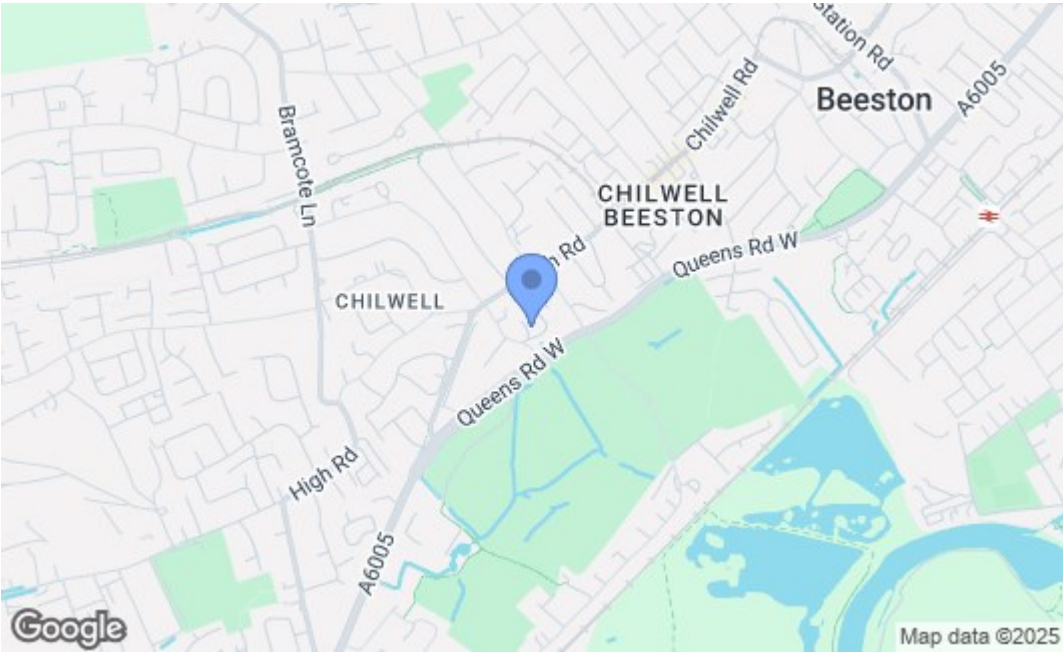 Station Rd
Beeston
A6005
Chilwell Rd
Bramcote Ln
CHILWELL
BEESTON
Queens Rd W
Rd
CHILWELL
Queens Rd W
High Rd
A6005
Google
Map data ©2025